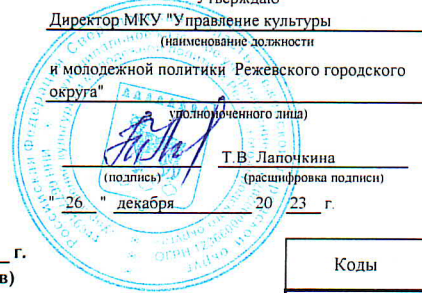 Утверждаю
Директор МКУ "Управление культуры
(наименование должности
и молодежной политики Режевского городского
округа"
уполномоченного лица)
Т.В. Лапочкина
(подпись) (расшифровка подписи)
" 26 " декабря 20 23 г.
г.
в)
Коды